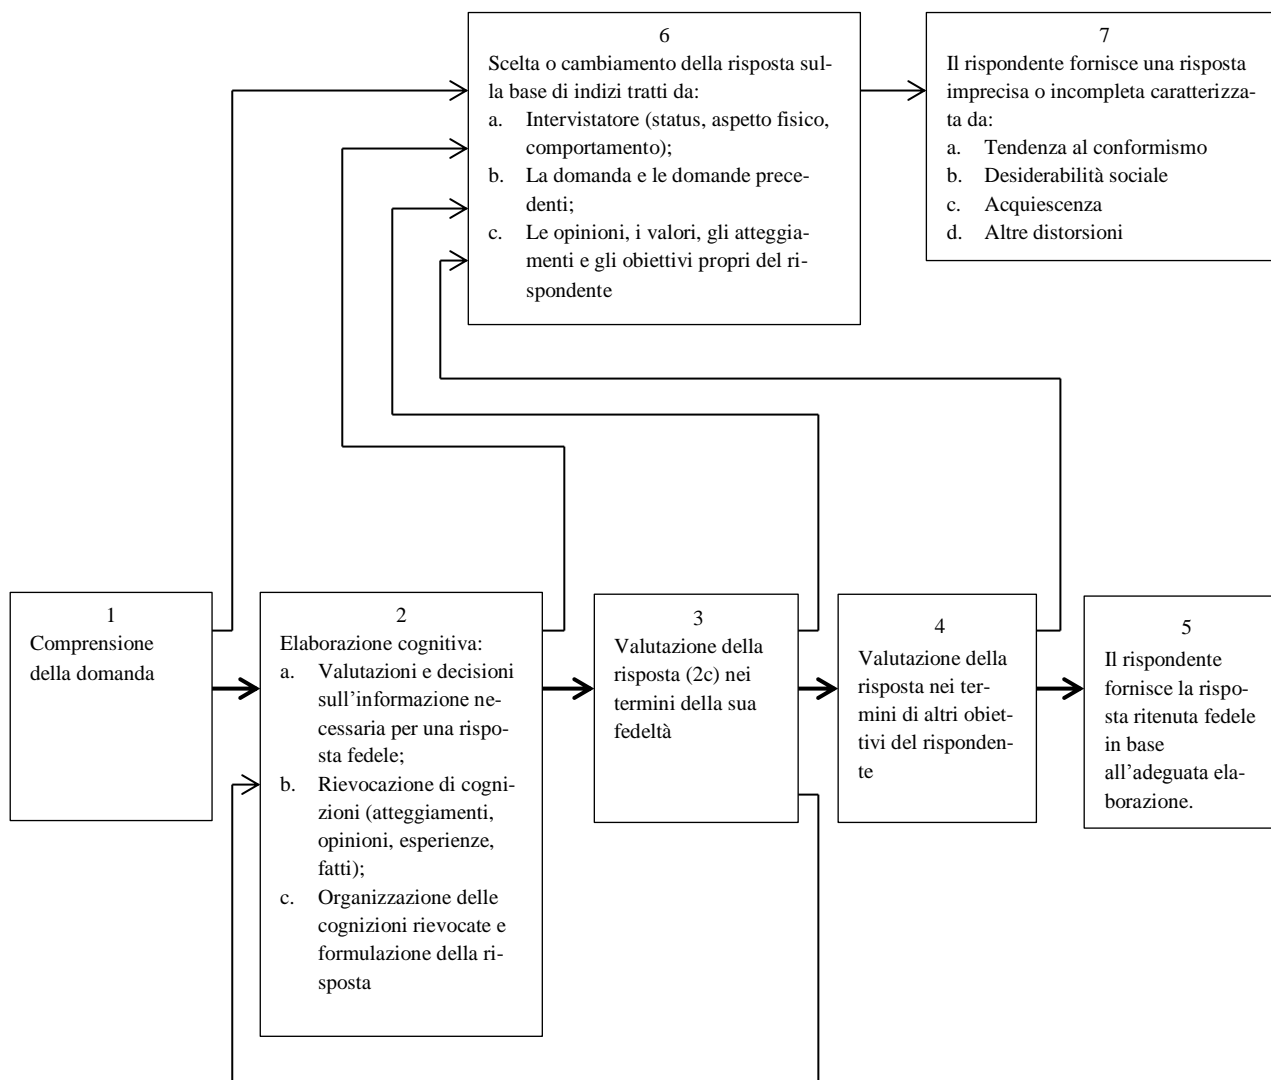 6
Scelta o cambiamento della risposta sul-
la base di indizi tratti da:
a. Intervistatore (status, aspetto fisico,
comportamento);
b. La domanda e le domande prece-
denti;
c. Le opinioni, i valori, gli atteggia-
menti e gli obiettivi propri del ri-
spondente
7
Il rispondente fornisce una risposta
imprecisa o incompleta caratterizza-
ta da:
a. Tendenza al conformismo
b. Desiderabilità sociale
c. Acquiescenza
d. Altre distorsioni
1
Comprensione
della domanda
2
Elaborazione cognitiva:
a. Valutazioni e decisioni
sull’informazione ne-
cessaria per una rispo-
sta fedele;
b. Rievocazione di cogni-
zioni (atteggiamenti,
opinioni, esperienze,
fatti);
c. Organizzazione delle
cognizioni rievocate e
formulazione della ri-
sposta
3
Valutazione della
risposta (2c) nei
termini della sua
fedeltà
4
Valutazione della
risposta nei ter-
mini di altri obiet-
tivi del risponden-
te
5
Il rispondente
fornisce la rispo-
sta ritenuta fedele
in base
all’adeguata ela-
borazione.